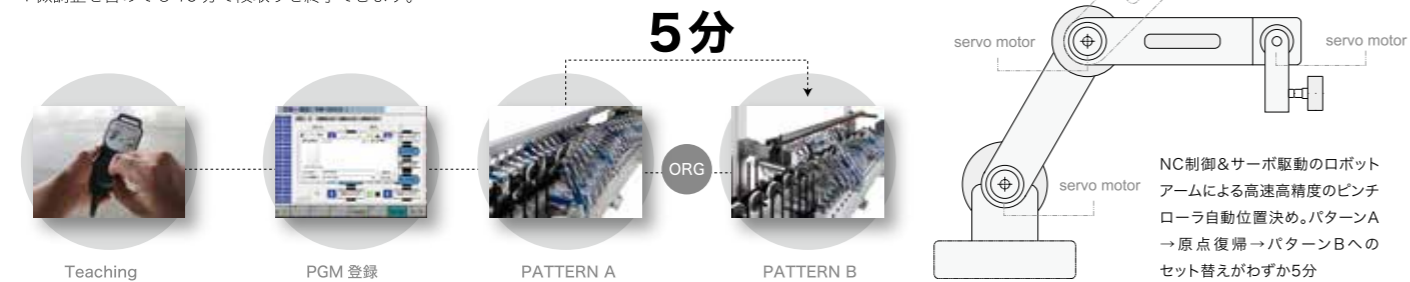 5分
servo motor
servo motor
ORG
servo motor
Teaching
PGM 登録
PATTERN A
PATTERN B
NC制御&サーボ駆動のロボット
アームによる高速高精度のピンチ
ローラ自動位置決め。パターンA
→原点復帰→パターンBへの
セット替えがわずか5分